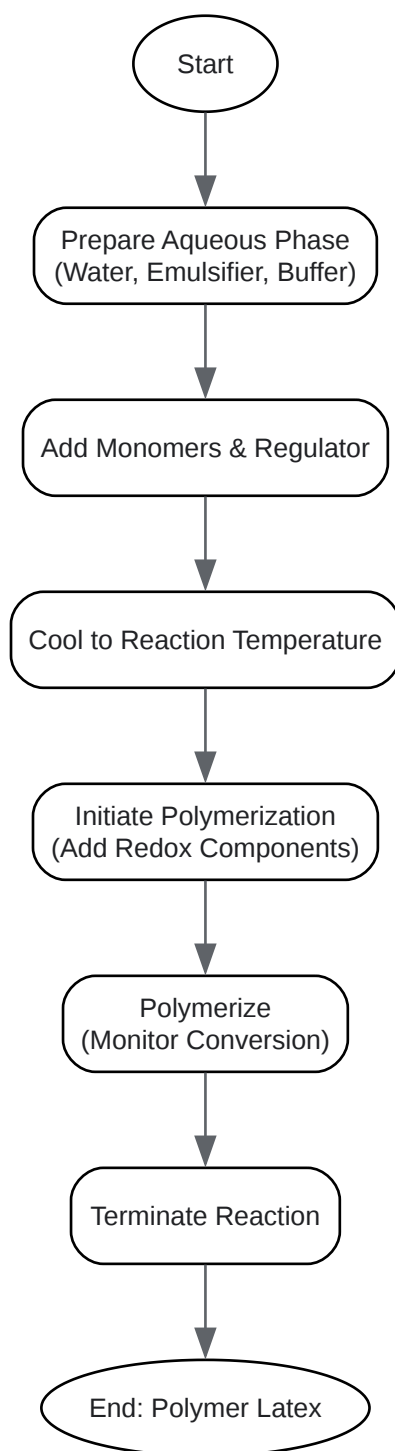 Start
Prepare Aqueous Phase
(Water, Emulsifier, Buffer)
Add Monomers & Regulator
Cool to Reaction Temperature
Initiate Polymerization
(Add Redox Components)
Polymerize
(Monitor Conversion)
Terminate Reaction
End: Polymer Latex